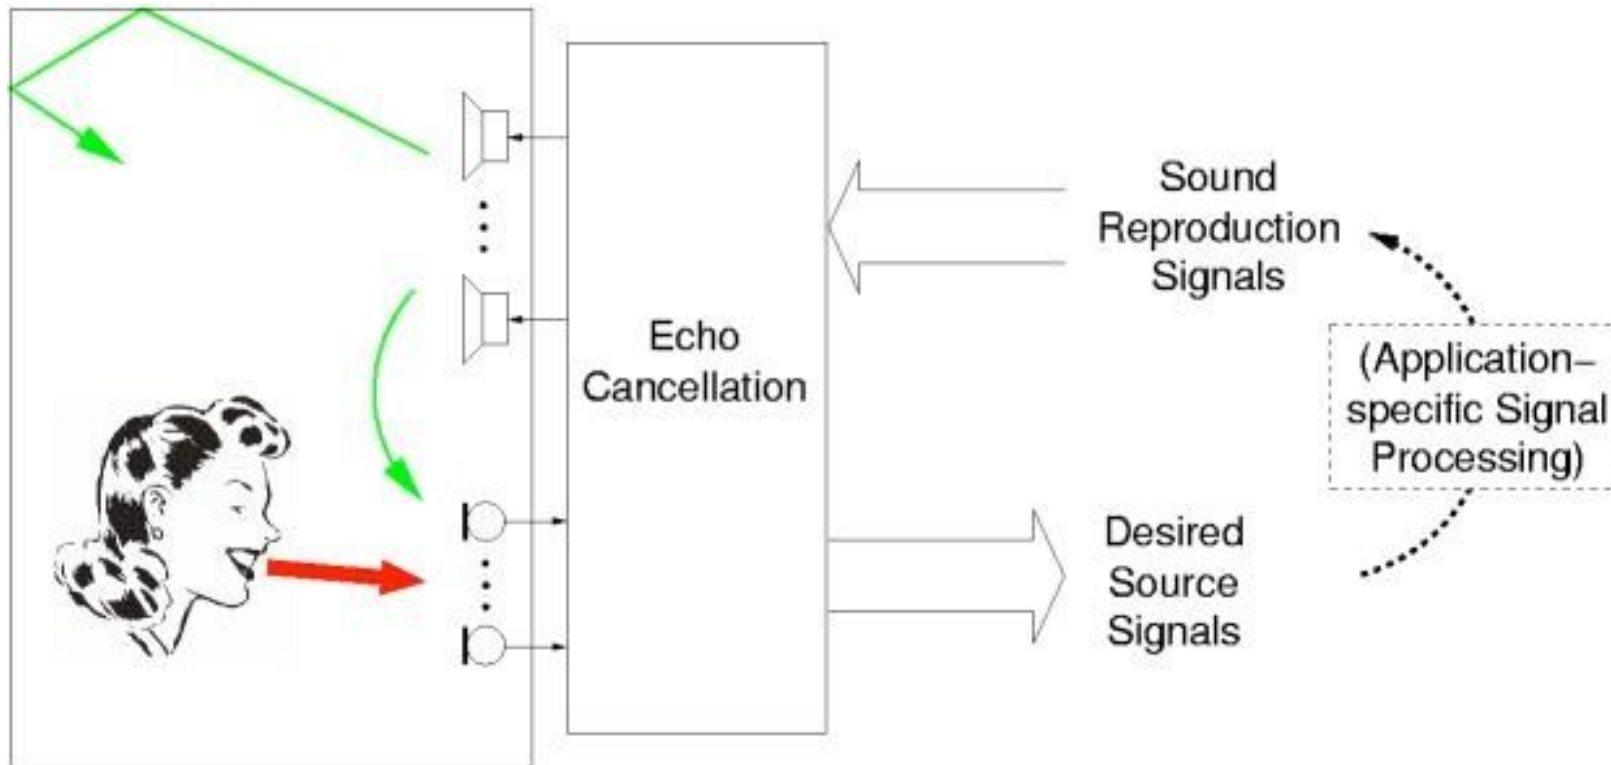 Echo
Cancellation
Sound
Reproduction
Signals
(Application–
specific Signal
Processing)
Desired
Source
Signals